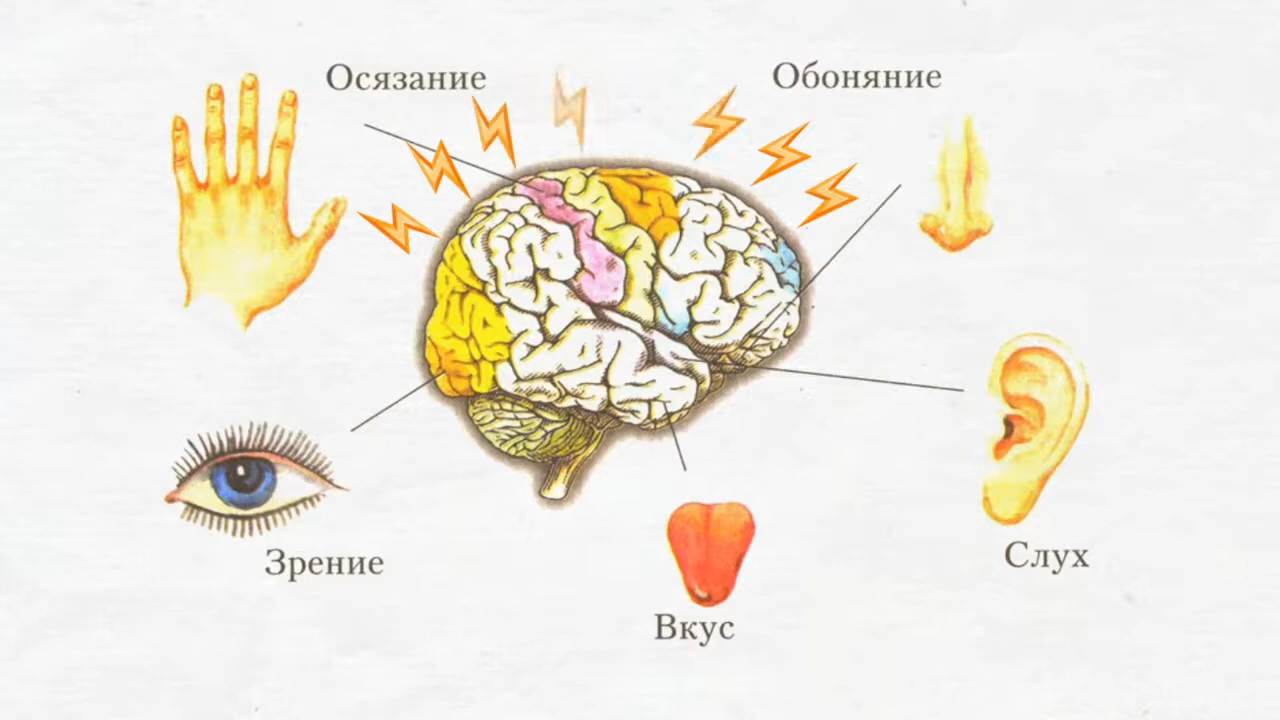 Осязание
Обоняние
Зрение
Слух
Вкус